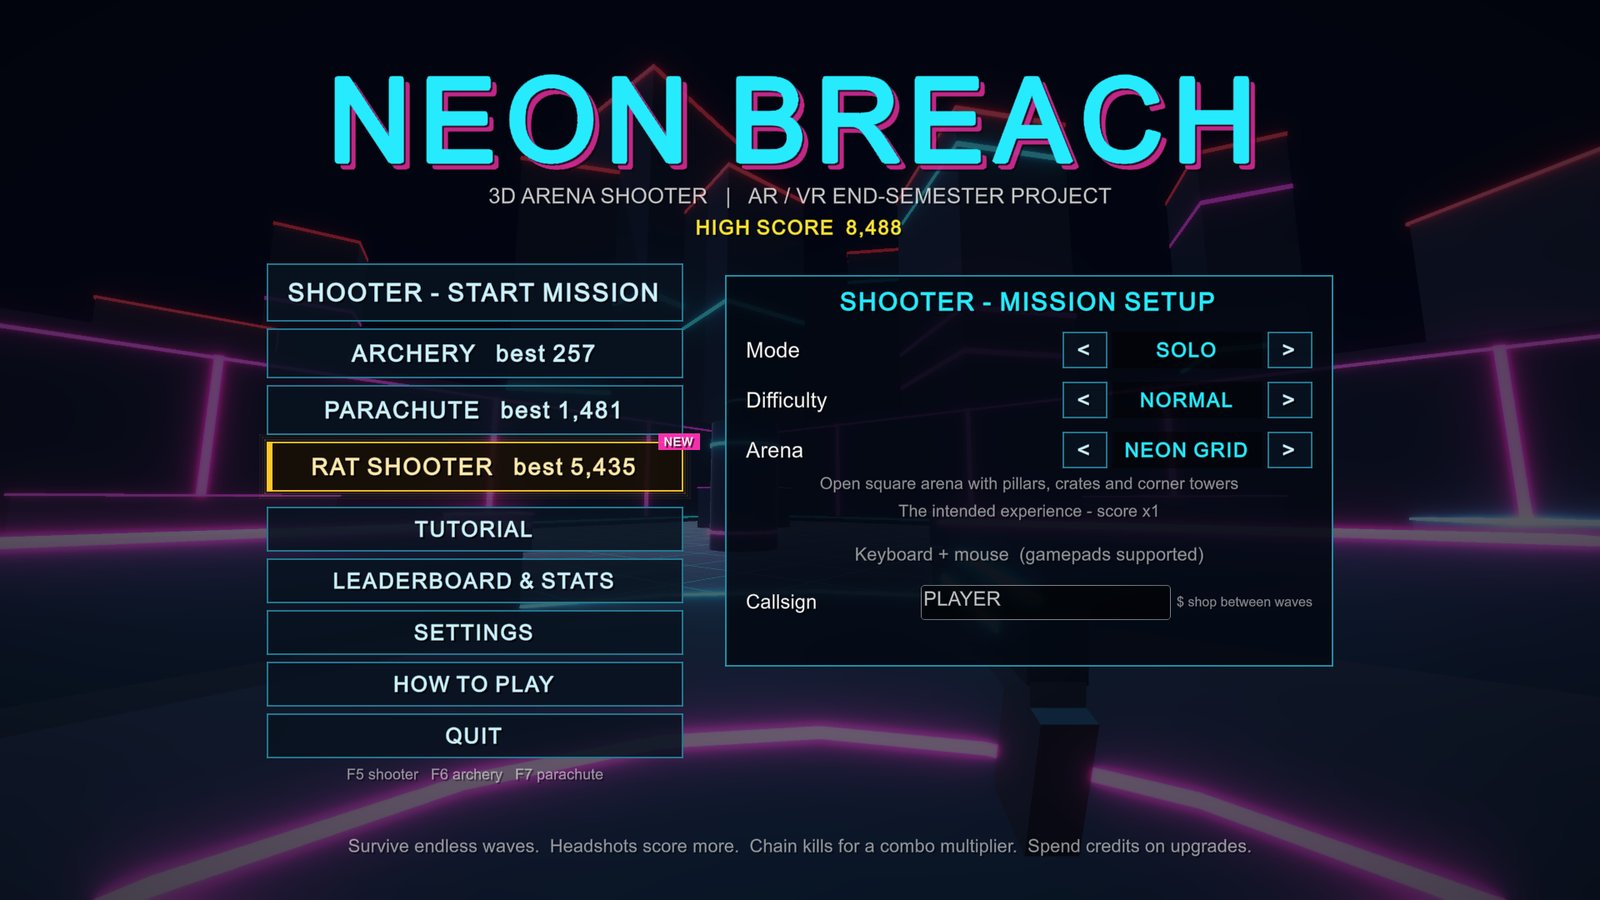 NEON BREACH
3D ARENA SHOOTER | AR / VR END-SEMESTER PROJECT
HIGH SCORE 8,488
SHOOTER - START MISSION
ARCHERY best 257
PARACHUTE best 1,481
NEW
RAT SHOOTER best 5,435
TUTORIAL
LEADERBOARD & STATS
SETTINGS
HOW TO PLAY
QUIT
F5 shooter F6 archery F7 parachute
SHOOTER - MISSION SETUP
Mode < SOLO >
Difficulty < NORMAL >
Arena < NEON GRID >
Open square arena with pillars, crates and corner towers
The intended experience - score x1
Keyboard + mouse (gamepads supported)
Callsign PLAYER $ shop between waves
Survive endless waves. Headshots score more. Chain kills for a combo multiplier. Spend credits on upgrades.